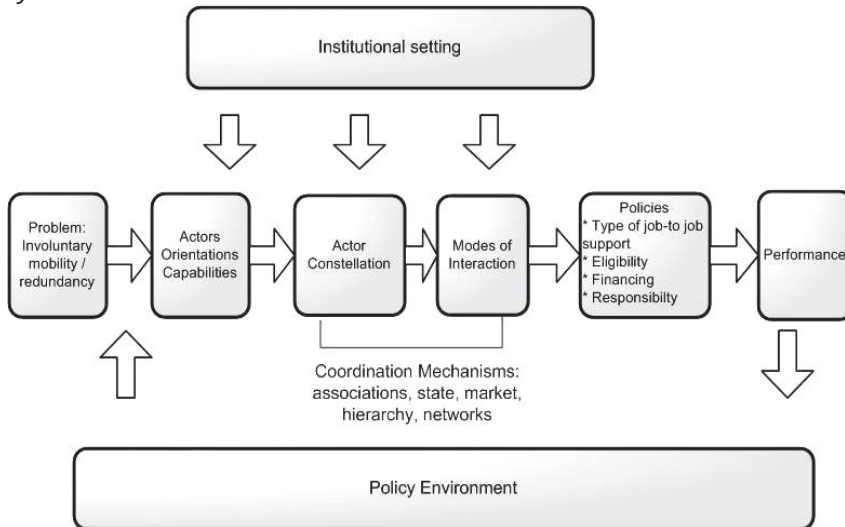 Institutional setting
Problem:
Involuntary
mobility /
redundancy
Actors
Orientations
Capabilities
Actor
Constellation
Modes of
Interaction
Policies
* Type of job-to job
support
* Eligibility
* Financing
* Responsibilty
Performance
Coordination Mechanisms:
associations, state, market,
hierarchy, networks
Policy Environment